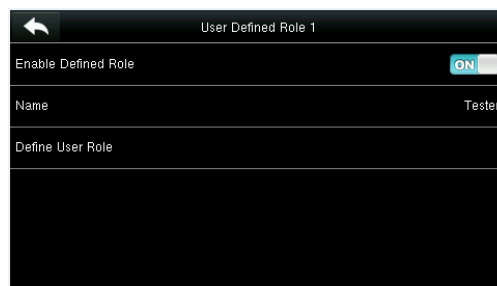 User Defined Role 1
Enable Defined Role ON
Name Tester
Define User Role